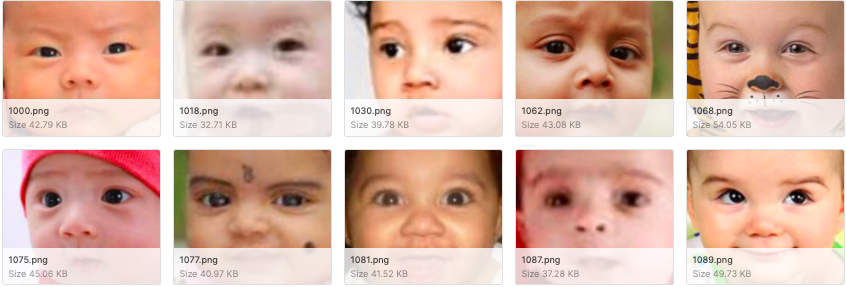 1000.png
Size 42.79 KB
1018.png
Size 32.71 KB
1030.png
Size 39.78 KB
1062.png
Size 43.08 KB
1068.png
Size 54.05 KB
1075.png
Size 45.06 KB
1077.png
Size 40.97 KB
1081.png
Size 41.52 KB
1087.png
Size 37.28 KB
1089.png
Size 49.73 KB